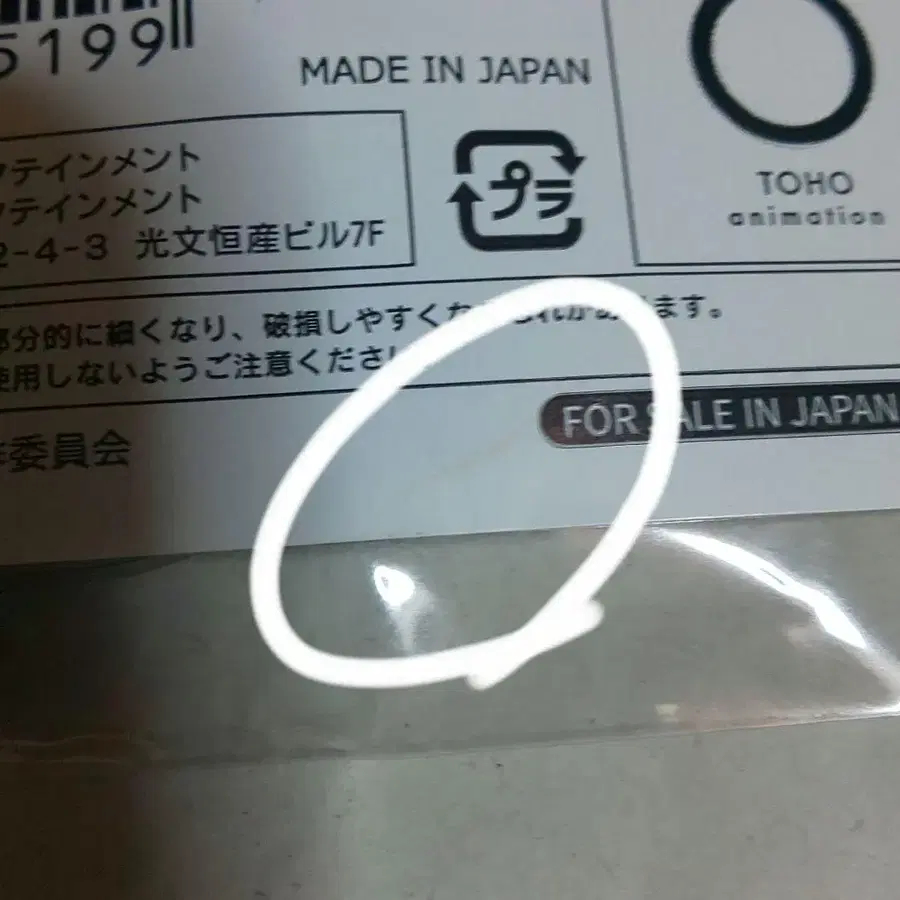 5199
MADE IN JAPAN
プラ
TOHO
animation
テインメント
テインメント
2-4-3 光文恒産ビル7F
部分的に細くなり、破損しやすくな
ます。
使用しないようご注意くださ
委員会
FOR SALE IN JAPAN